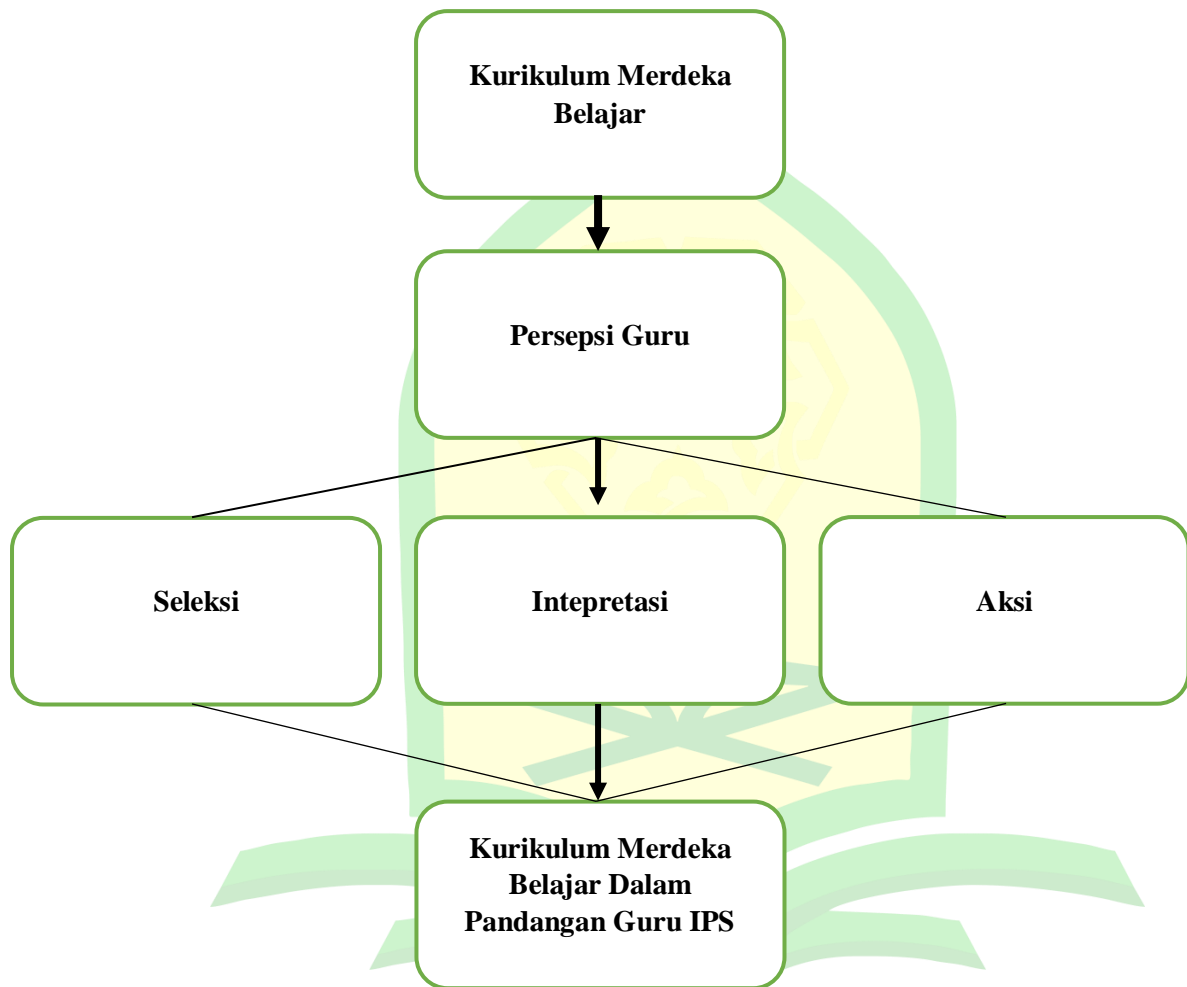 Kurikulum Merdeka
Belajar
Persepsi Guru
Seleksi
Intepretasi
Aksi
Kurikulum Merdeka
Belajar Dalam
Pandangan Guru IPS